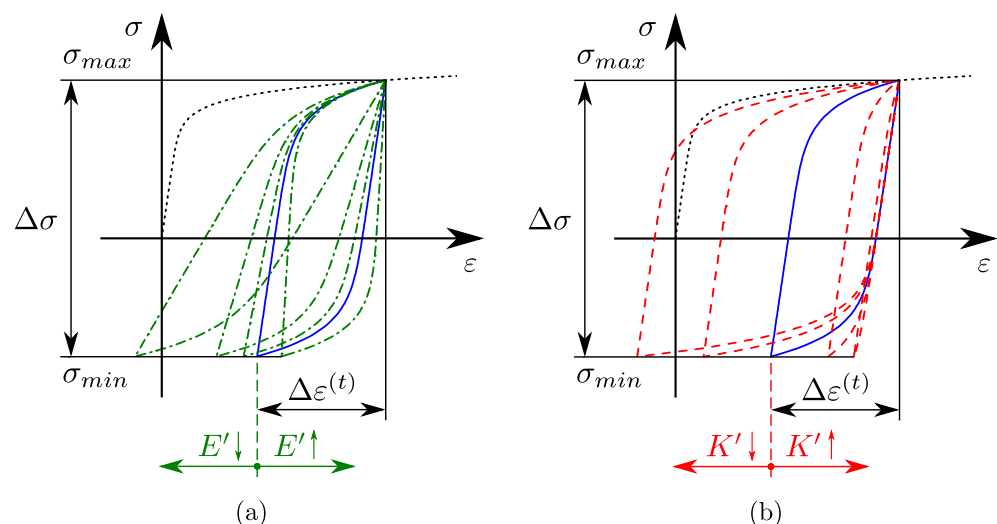 σ
σ_max
Δσ
ε
σ_min
Δε^(t)
E′↓ E′↑
(a)
σ
σ_max
Δσ
ε
σ_min
Δε^(t)
K′↓ K′↑
(b)